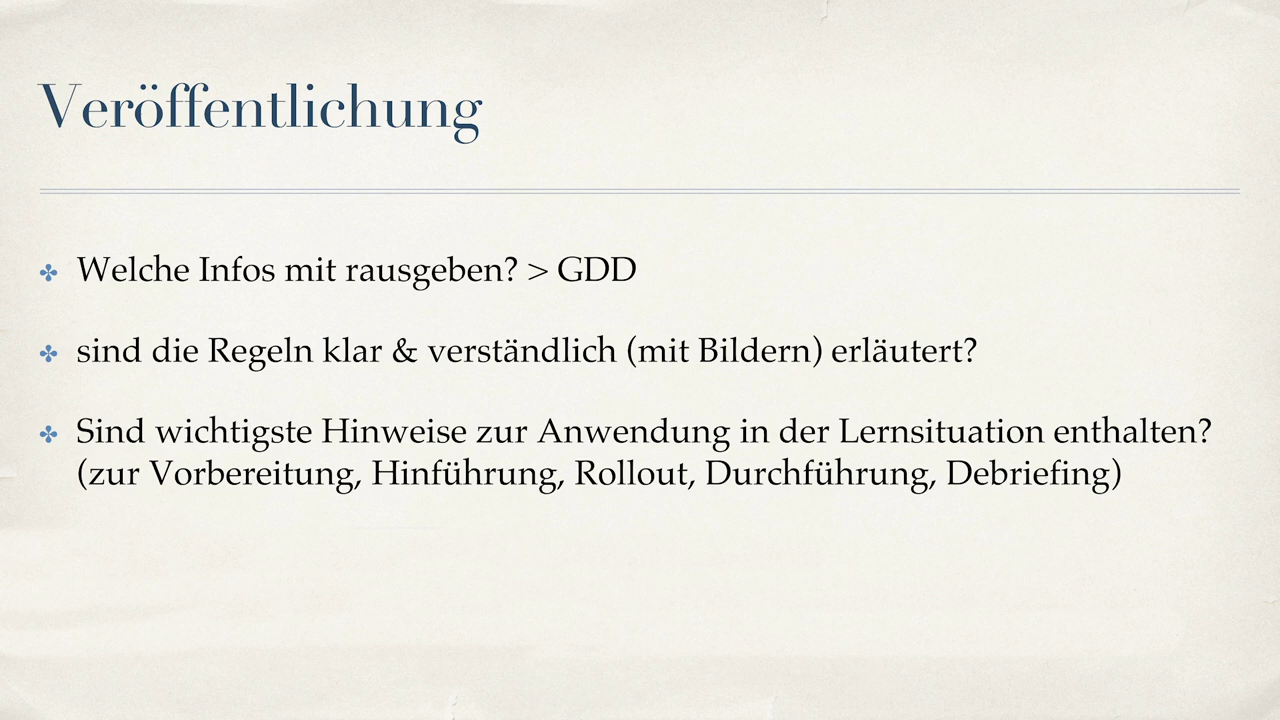 Veröffentlichung
Welche Infos mit rausgeben? > GDD
sind die Regeln klar & verständlich (mit Bildern) erläutert?
Sind wichtigste Hinweise zur Anwendung in der Lernsituation enthalten?
(zur Vorbereitung, Hinführung, Rollout, Durchführung, Debriefing)